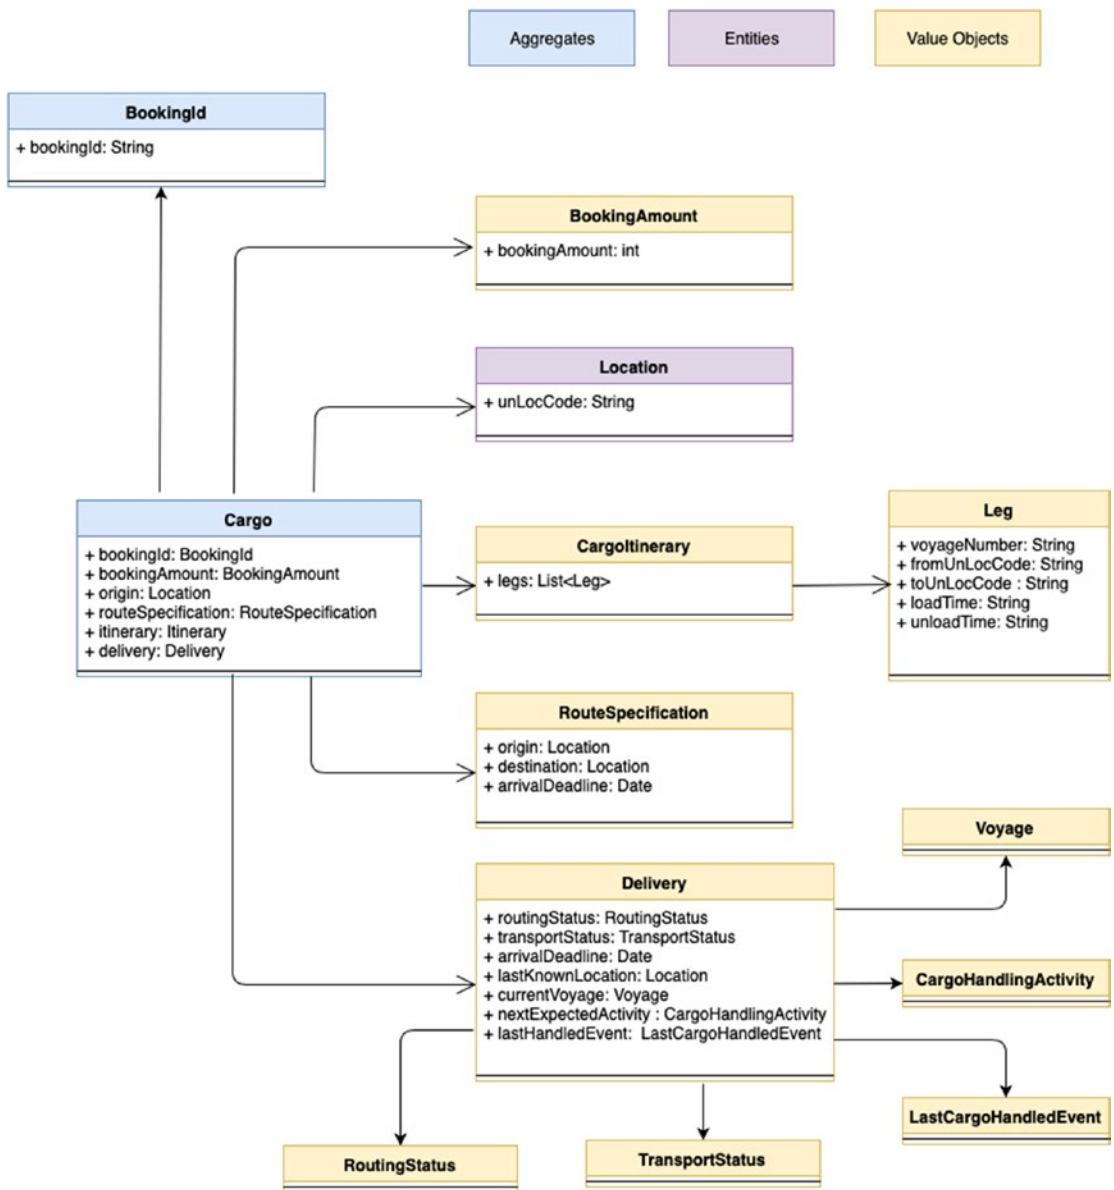 Aggregates
Entities
Value Objects
BookingId
+ bookingId: String
BookingAmount
+ bookingAmount: int
Location
+ unLocCode: String
Cargo
+ bookingId: BookingId
+ bookingAmount: BookingAmount
+ origin: Location
+ routeSpecification: RouteSpecification
+ itinerary: Itinerary
+ delivery: Delivery
CargoItinerary
+ legs: List<Leg>
Leg
+ voyageNumber: String
+ fromUnLocCode: String
+ toUnLocCode : String
+ loadTime: String
+ unloadTime: String
RouteSpecification
+ origin: Location
+ destination: Location
+ arrivalDeadline: Date
Voyage
Delivery
+ routingStatus: RoutingStatus
+ transportStatus: TransportStatus
+ arrivalDeadline: Date
+ lastKnownLocation: Location
+ currentVoyage: Voyage
+ nextExpectedActivity : CargoHandlingActivity
+ lastHandledEvent: LastCargoHandledEvent
CargoHandlingActivity
LastCargoHandledEvent
RoutingStatus
TransportStatus